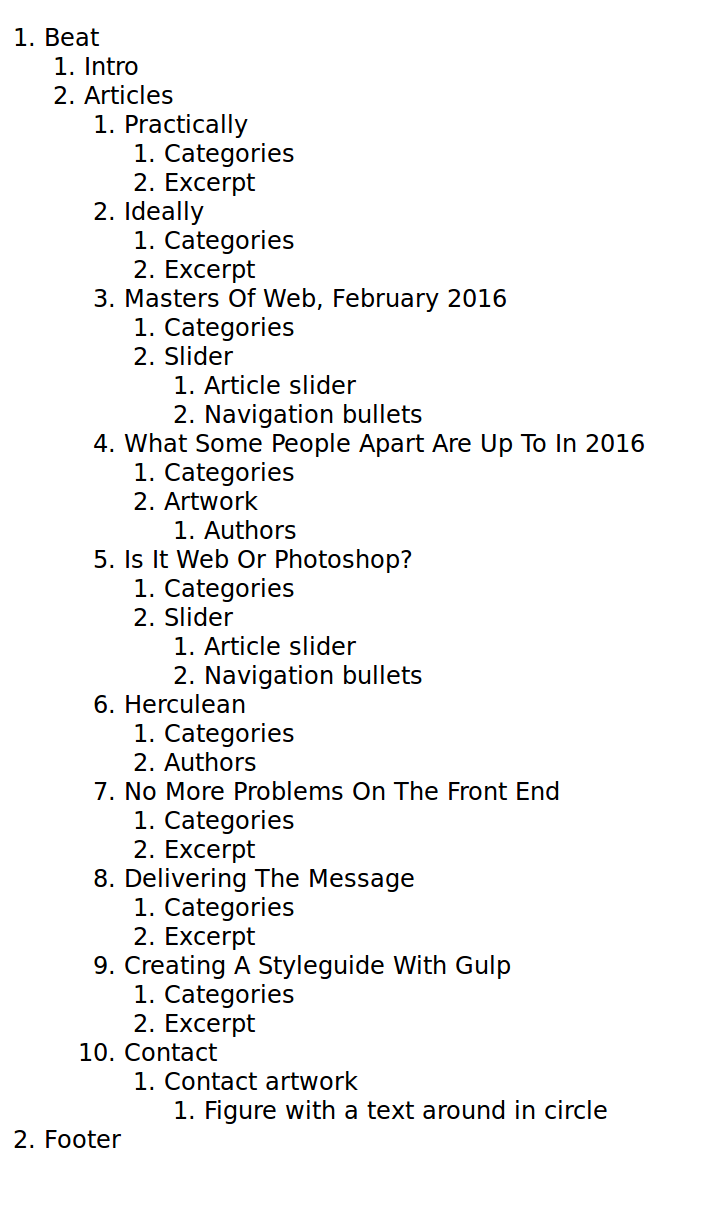 1. Beat
1. Intro
2. Articles
1. Practically
1. Categories
2. Excerpt
2. Ideally
1. Categories
2. Excerpt
3. Masters Of Web, February 2016
1. Categories
2. Slider
1. Article slider
2. Navigation bullets
4. What Some People Apart Are Up To In 2016
1. Categories
2. Artwork
1. Authors
5. Is It Web Or Photoshop?
1. Categories
2. Slider
1. Article slider
2. Navigation bullets
6. Herculean
1. Categories
2. Authors
7. No More Problems On The Front End
1. Categories
2. Excerpt
8. Delivering The Message
1. Categories
2. Excerpt
9. Creating A Styleguide With Gulp
1. Categories
2. Excerpt
10. Contact
1. Contact artwork
1. Figure with a text around in circle
2. Footer